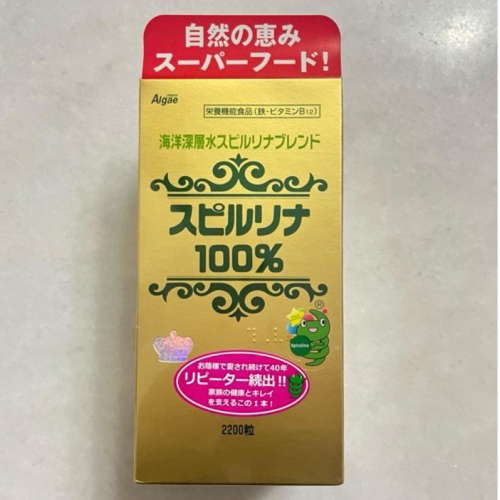 自然の恵み
スーパーフード!
Algae
栄養機能食品(鉄・ビタミンB12)
海洋深層水スピルリナブレンド
スピルリナ
100%
®
Spirulina
お陰様で愛され続けて40年
リピーター続出!!
家族の健康とキレイ
を支えるこの1本!
2200粒